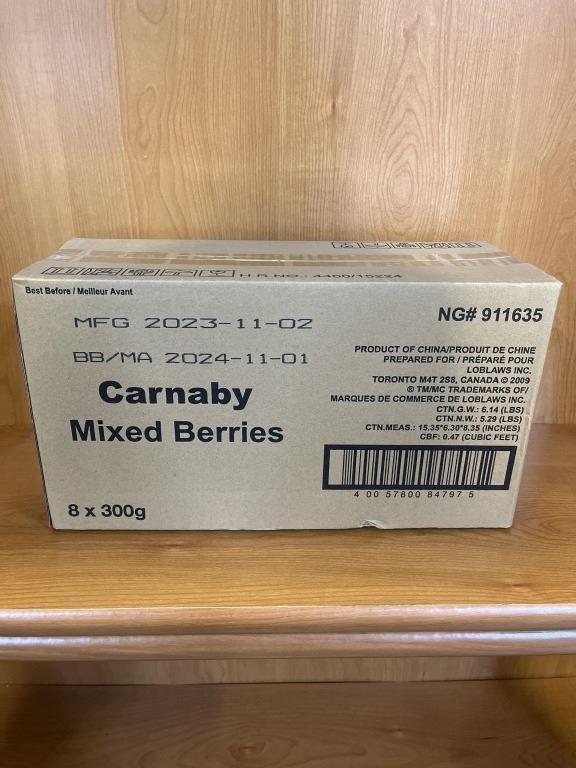 H R NO.: 4400/15224
Best Before / Meilleur Avant
MFG 2023-11-02
BB/MA 2024-11-01
Carnaby
Mixed Berries
8 x 300g
NG# 911635
PRODUCT OF CHINA/PRODUIT DE CHINE
PREPARED FOR / PRÉPARÉ POUR
LOBLAWS INC.
TORONTO M4T 2S8, CANADA © 2009
® TM/MC TRADEMARKS OF/
MARQUES DE COMMERCE DE LOBLAWS INC.
CTN.G.W.: 6.14 (LBS)
CTN.N.W.: 5.29 (LBS)
CTN.MEAS.: 15.35*6.30*8.35 (INCHES)
CBF: 0.47 (CUBIC FEET)
4 00 57800 84797 5